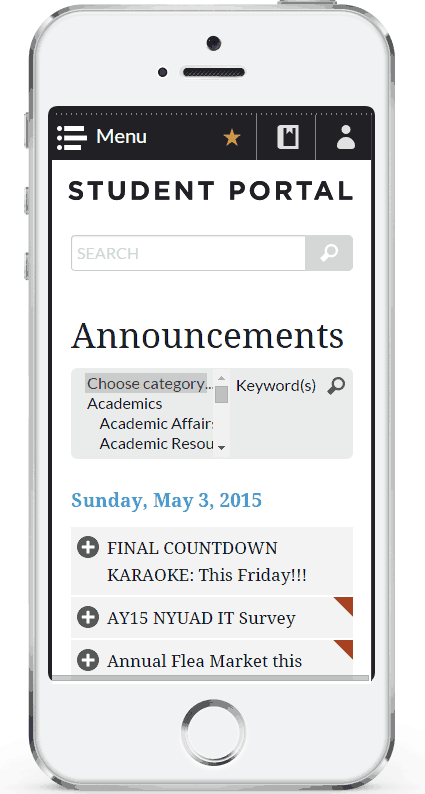 Menu
STUDENT PORTAL
SEARCH
Announcements
Choose category...
Keyword(s)
Academics
Academic Affairs
Academic Resou
Sunday, May 3, 2015
FINAL COUNTDOWN
KARAOKE: This Friday!!!
AY15 NYUAD IT Survey
Annual Flea Market this